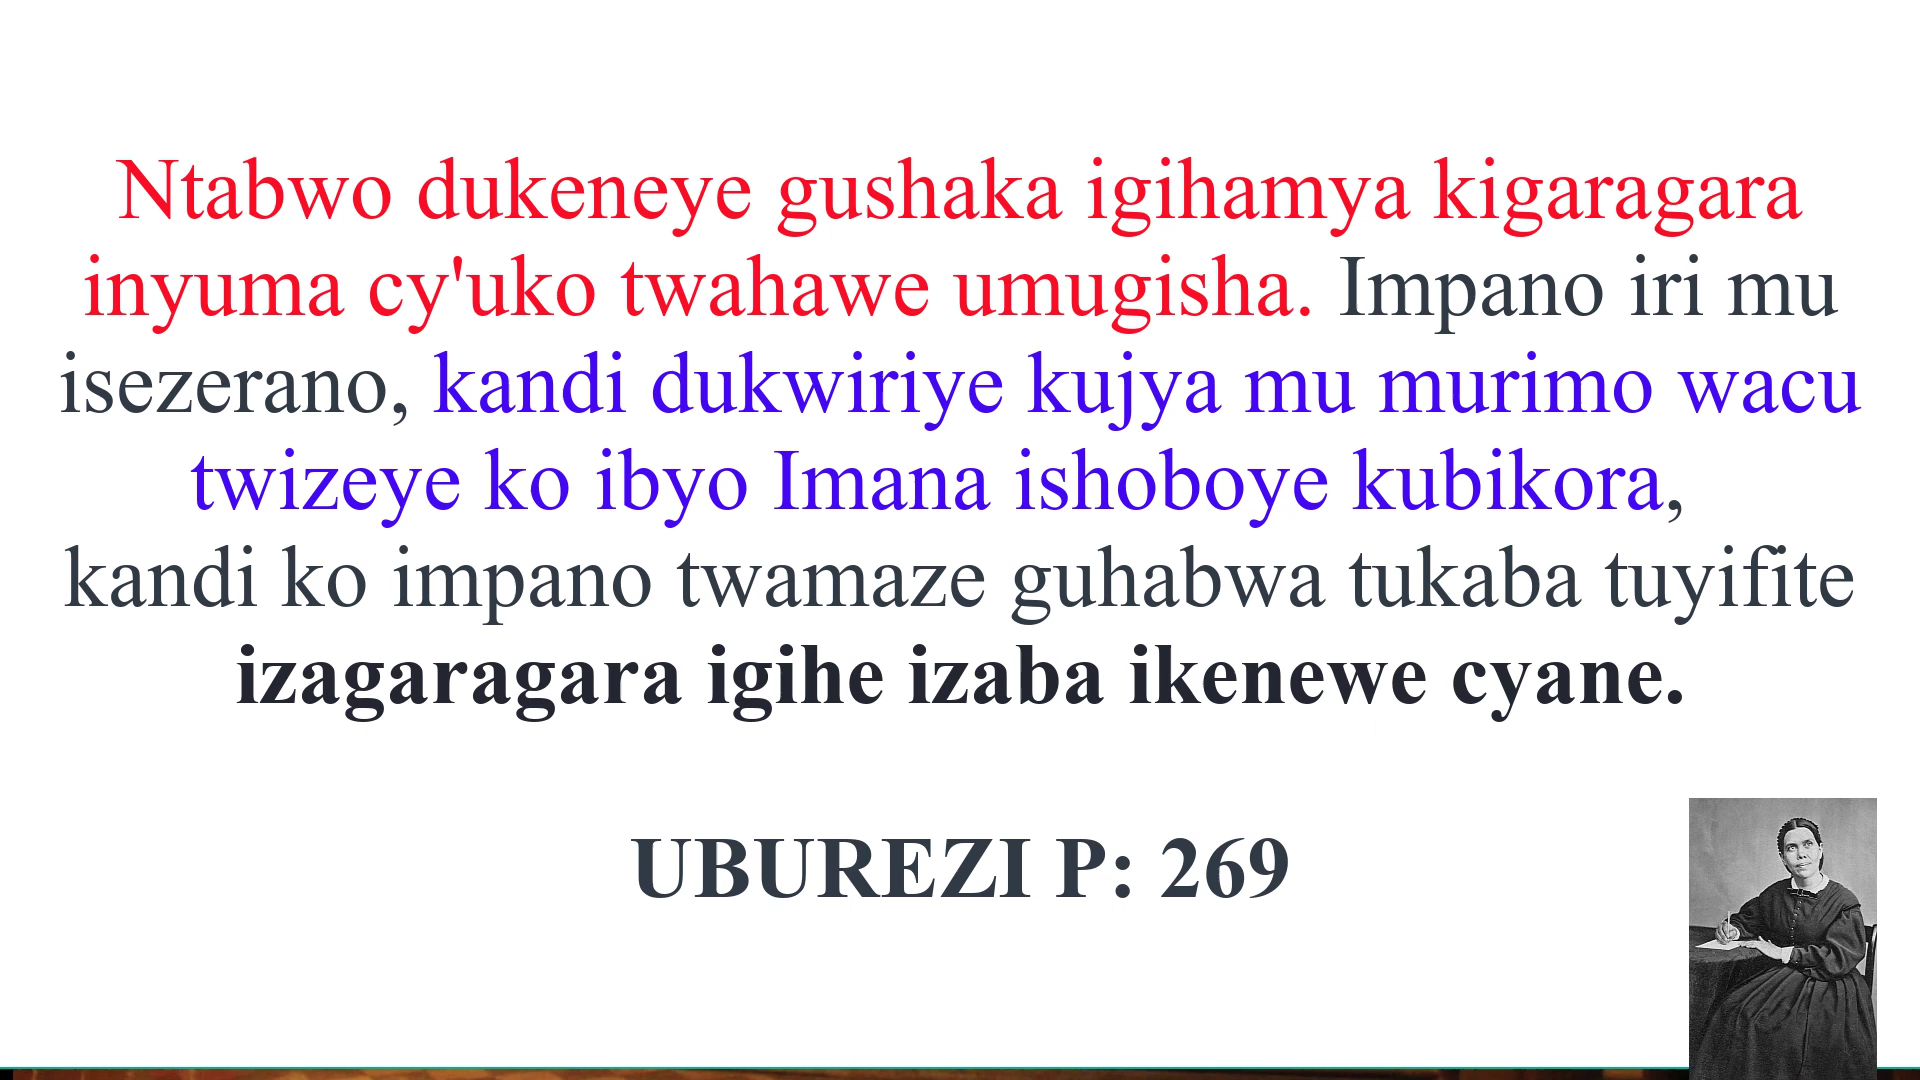 Ntabwo dukeneye gushaka igihamya kigaragara
inyuma cy'uko twahawe umugisha. Impano iri mu
isezerano, kandi dukwiriye kujya mu murimo wacu
twizeye ko ibyo Imana ishoboye kubikora,
kandi ko impano twamaze guhabwa tukaba tuyifite
izagaragara igihe izaba ikenewe cyane.
UBUREZI P: 269